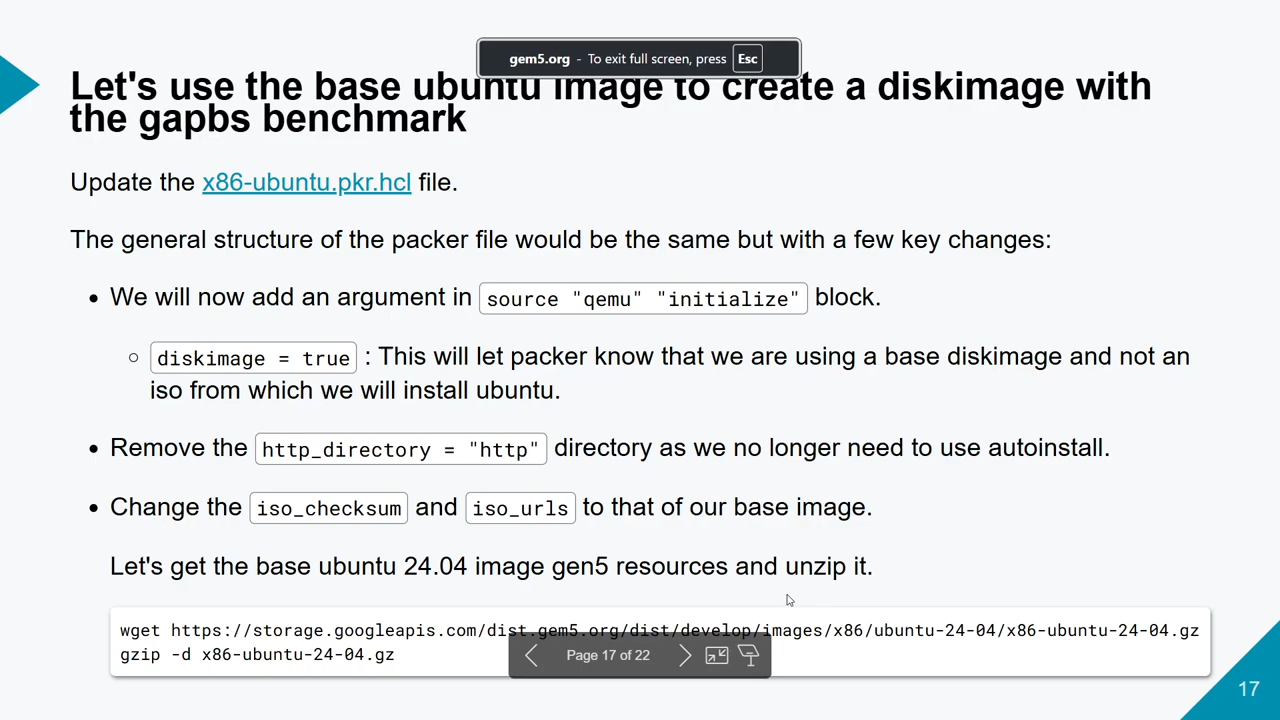 gem5.org - To exit full screen, press Esc
Let's use the base ubuntu image to create a diskimage with
the gapbs benchmark
Update the x86-ubuntu.pkr.hcl file.
The general structure of the packer file would be the same but with a few key changes:
• We will now add an argument in source "qemu" "initialize" block.
○ diskimage = true : This will let packer know that we are using a base diskimage and not an
iso from which we will install ubuntu.
• Remove the http_directory = "http" directory as we no longer need to use autoinstall.
• Change the iso_checksum and iso_urls to that of our base image.
Let's get the base ubuntu 24.04 image gen5 resources and unzip it.
wget https://storage.googleapis.com/dist.gem5.org/dist/develop/images/x86/ubuntu-24-04/x86-ubuntu-24-04.gz
gzip -d x86-ubuntu-24-04.gz
Page 17 of 22
17